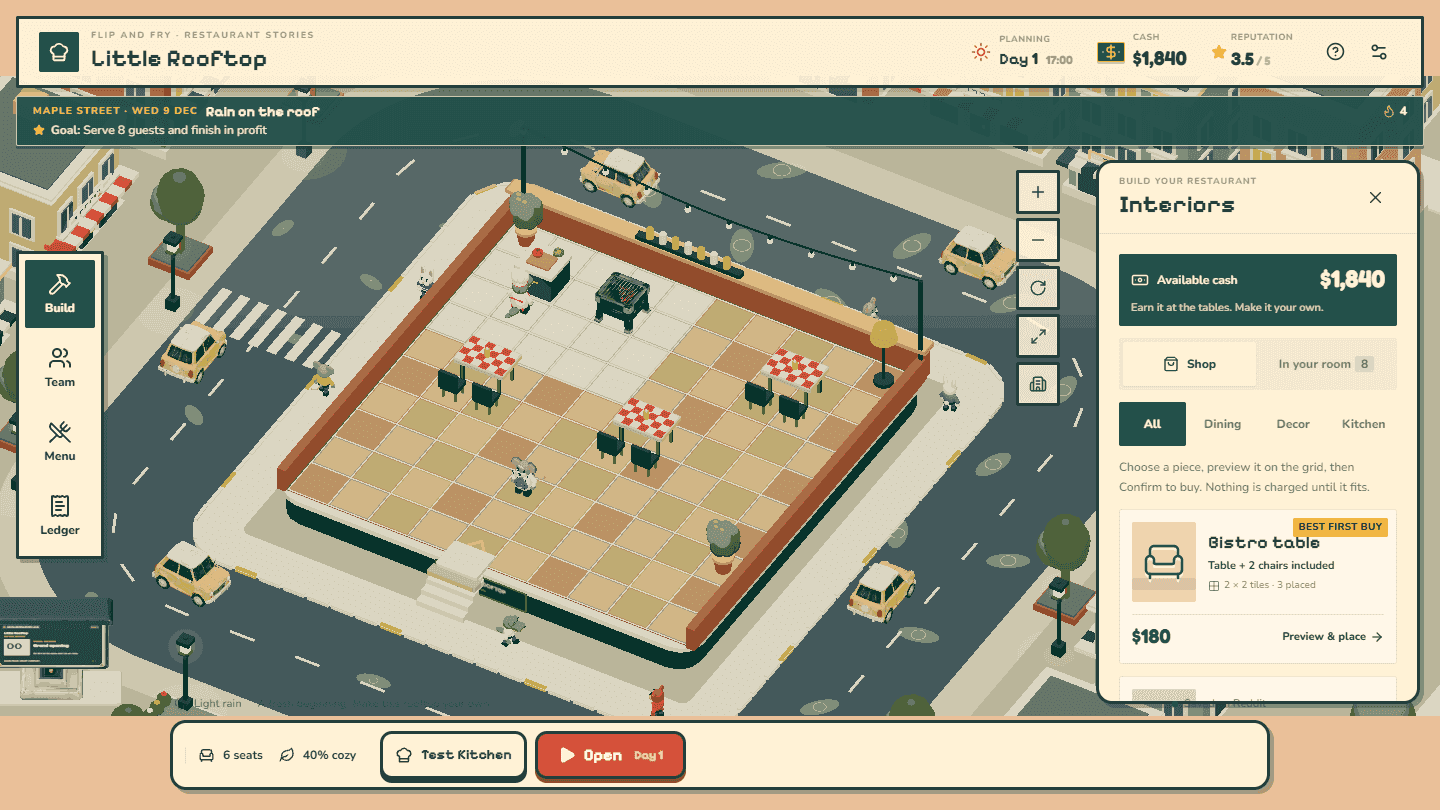 FLIP AND FRY · RESTAURANT STORIES
Little Rooftop
PLANNING
Day 1 17:00
CASH
$1,840
REPUTATION
3.5 / 5
MAPLE STREET · WED 9 DEC Rain on the roof
4
Goal: Serve 8 guests and finish in profit
Build
Team
Menu
Ledger
BUILD YOUR RESTAURANT
Interiors
Available cash $1,840
Earn it at the tables. Make it your own.
Shop
In your room 8
All
Dining
Decor
Kitchen
Choose a piece, preview it on the grid, then
Confirm to buy. Nothing is charged until it fits.
BEST FIRST BUY
Bistro table
Table + 2 chairs included
2 × 2 tiles · 3 placed
$180
Preview & place
Grand opening
Light rain
6 seats
40% cozy
Test Kitchen
Open Day 1